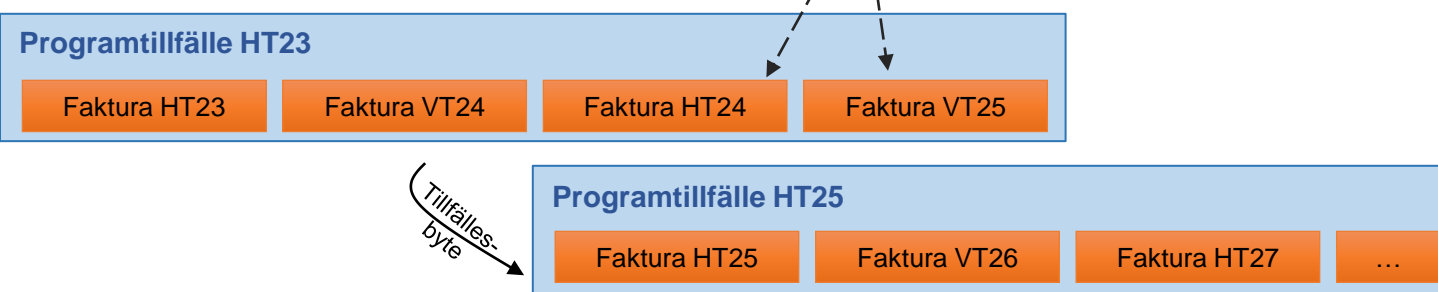 Programtillfälle HT23
Faktura HT23
Faktura VT24
Faktura HT24
Faktura VT25
Tillfälles-
byte
Programtillfälle HT25
Faktura HT25
Faktura VT26
Faktura HT27
…